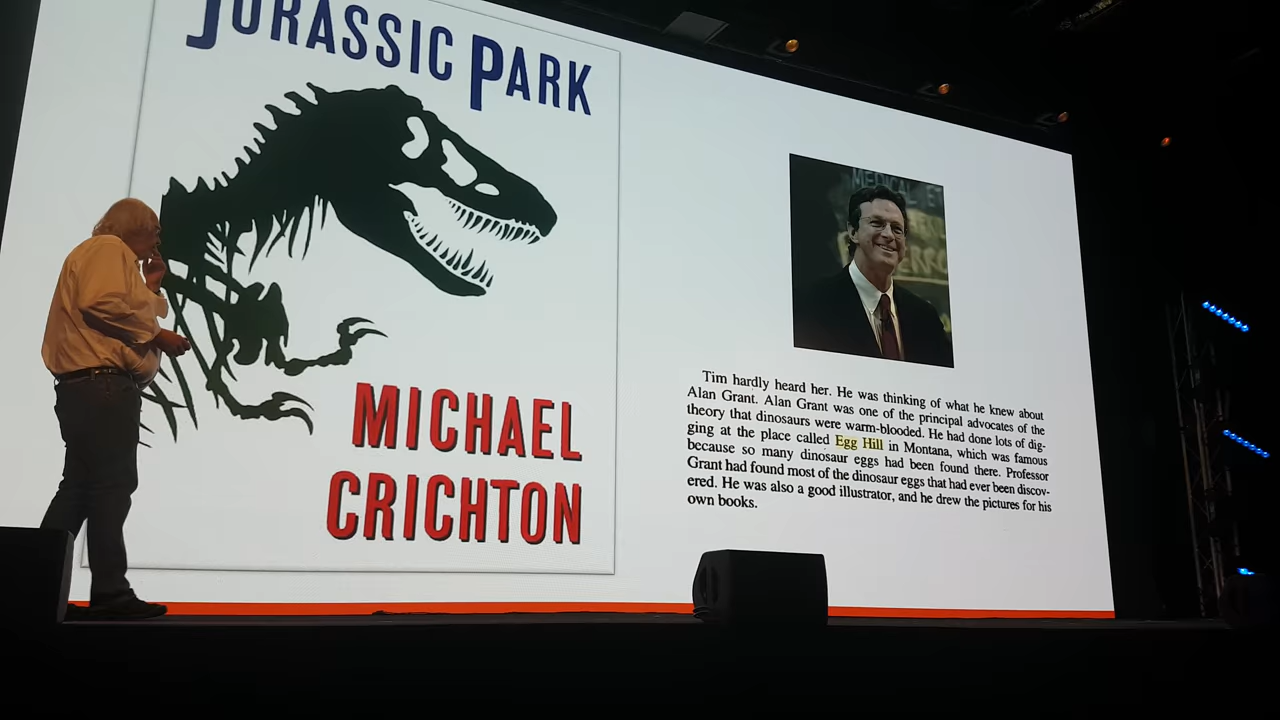 JURASSIC PARK
MICHAEL
CRICHTON
MEDICAL
Tim hardly heard her. He was thinking of what he knew about
Alan Grant. Alan Grant was one of the principal advocates of the
theory that dinosaurs were warm-blooded. He had done lots of dig-
ging at the place called Egg Hill in Montana, which was famous
because so many dinosaur eggs had been found there. Professor
Grant had found most of the dinosaur eggs that had ever been discov-
ered. He was also a good illustrator, and he drew the pictures for his
own books.